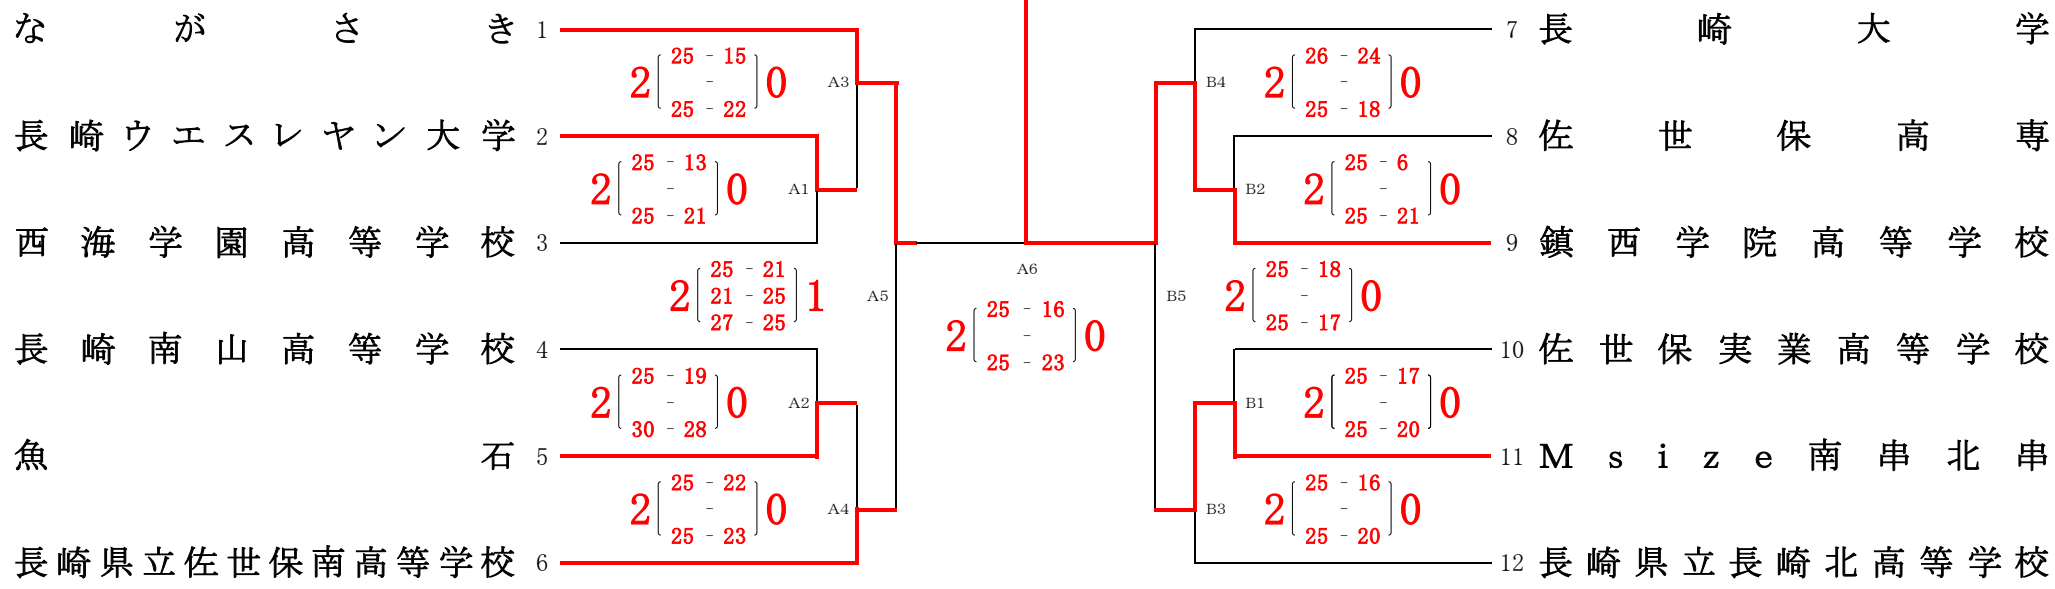 ながさき 1
25 - 15
2 - 0
25 - 22
A3
長崎ウエスレヤン大学 2
25 - 13
2 - 0
25 - 21
A1
西海学園高等学校 3
25 - 21
2 21 - 25 1
27 - 25
A5
長崎南山高等学校 4
25 - 19
2 - 0
30 - 28
A2
魚石 5
25 - 22
2 - 0
25 - 23
A4
長崎県立佐世保南高等学校 6
A6
25 - 16
2 - 0
25 - 23
7 長崎大学
26 - 24
B4 2 - 0
25 - 18
8 佐世保高専
25 - 6
B2 2 - 0
25 - 21
9 鎮西学院高等学校
25 - 18
B5 2 - 0
25 - 17
10 佐世保実業高等学校
25 - 17
B1 2 - 0
25 - 20
11 Msize南串北串
25 - 16
B3 2 - 0
25 - 20
12 長崎県立長崎北高等学校